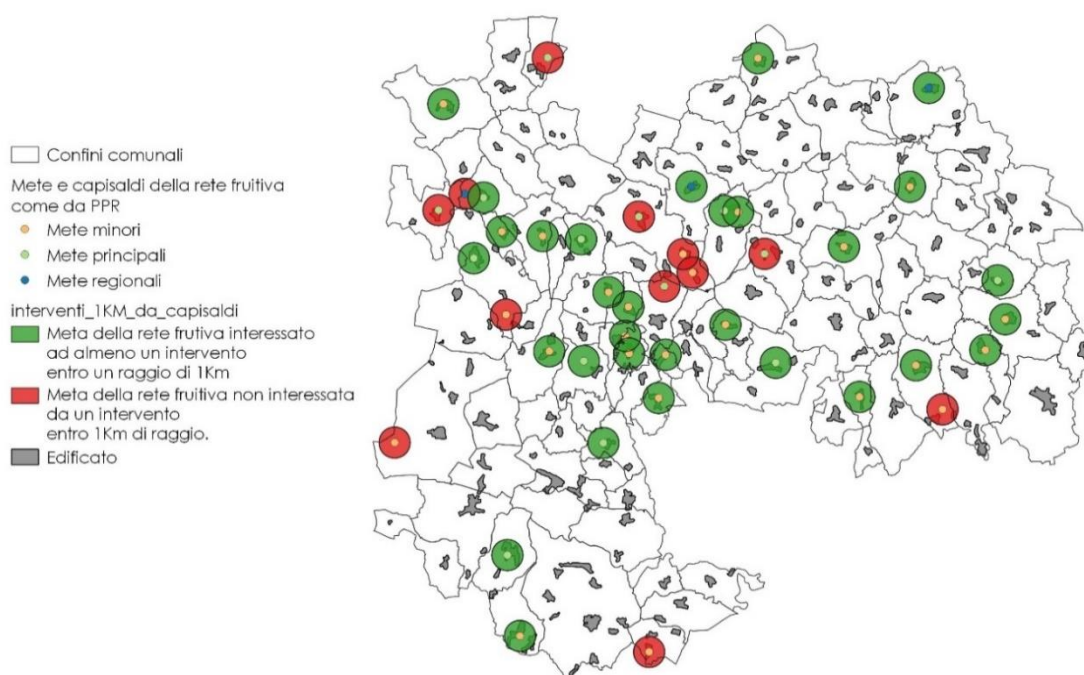 Confini comunali
Mete e capisaldi della rete fruitiva
come da PPR
Mete minori
Mete principali
Mete regionali
interventi_1KM_da_capisaldi
Meta della rete frutiva interessato
ad almeno un intervento
entro un raggio di 1Km
Meta della rete fruitiva non interessata
da un intervento
entro 1Km di raggio.
Edificato